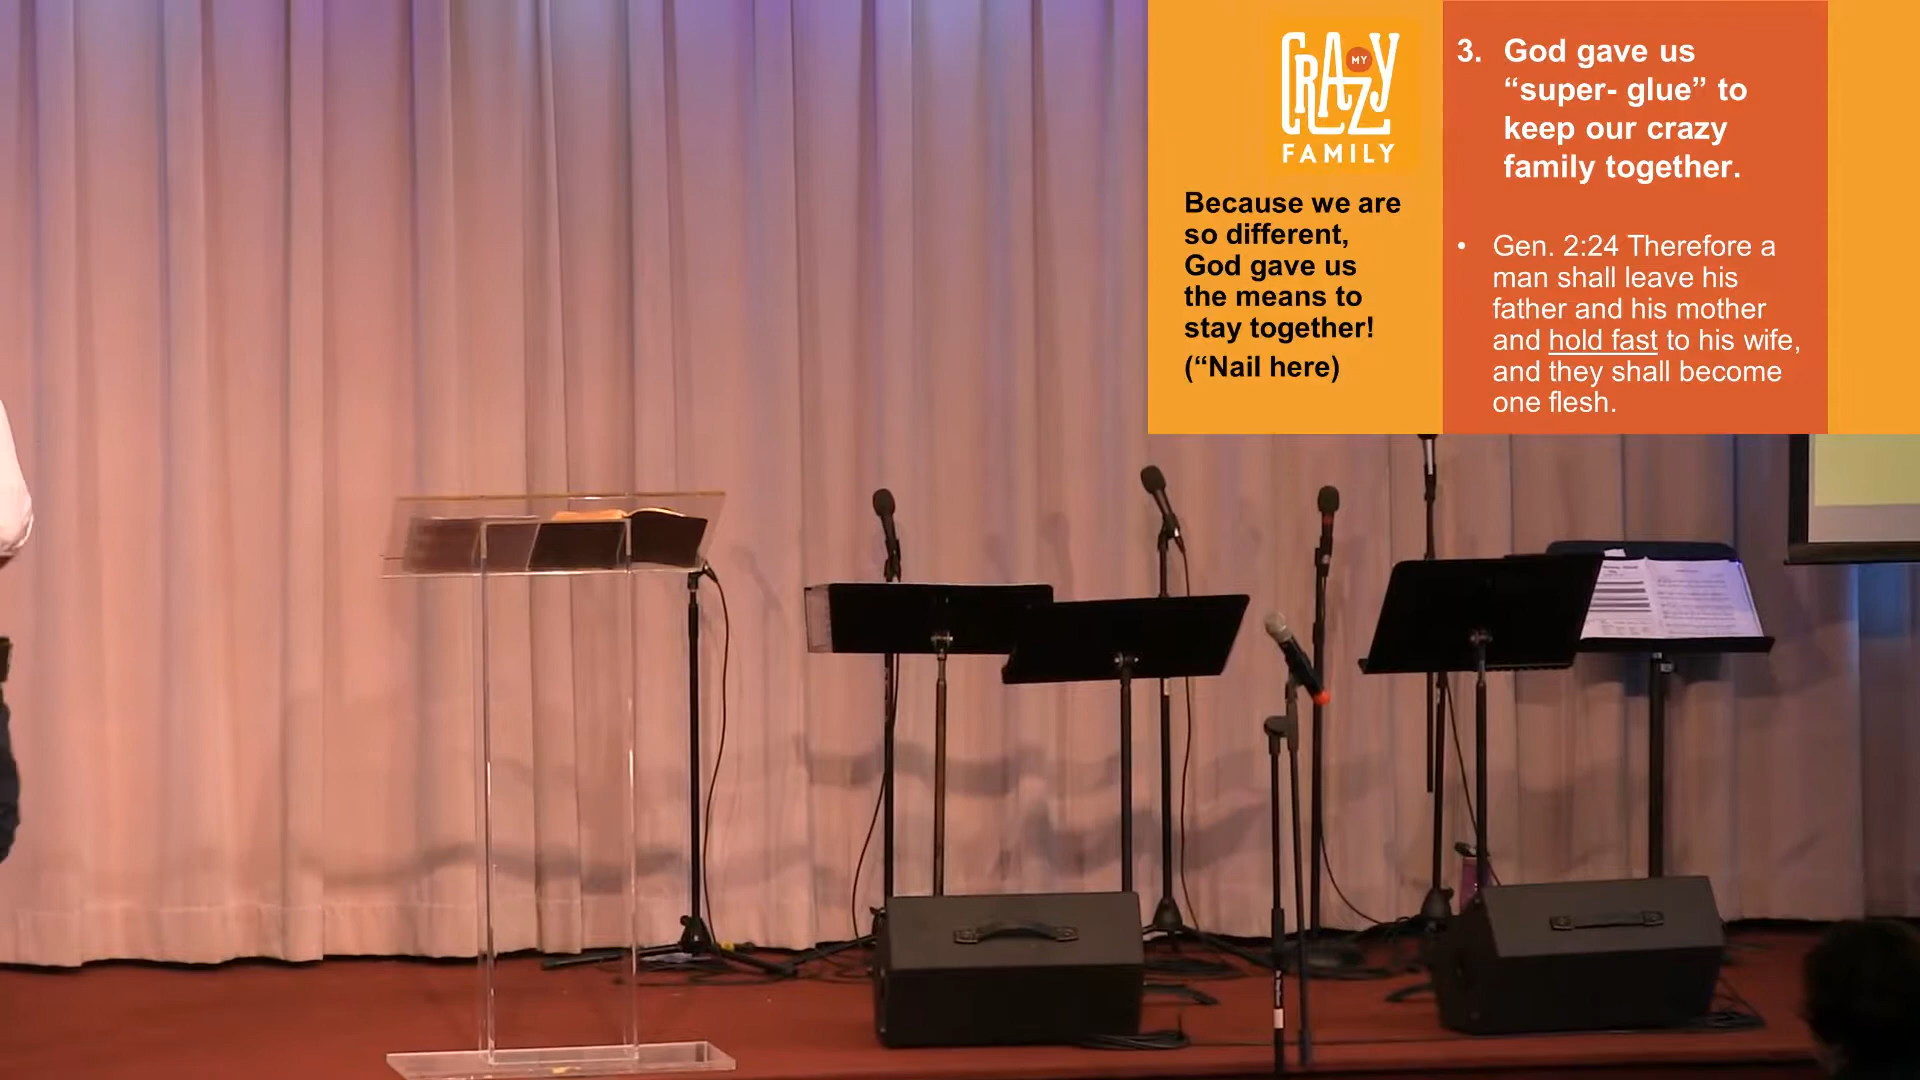 CRAZY
MY
FAMILY
Because we are
so different,
God gave us
the means to
stay together!
(“Nail here)
3. God gave us
“super- glue” to
keep our crazy
family together.
• Gen. 2:24 Therefore a
man shall leave his
father and his mother
and hold fast to his wife,
and they shall become
one flesh.